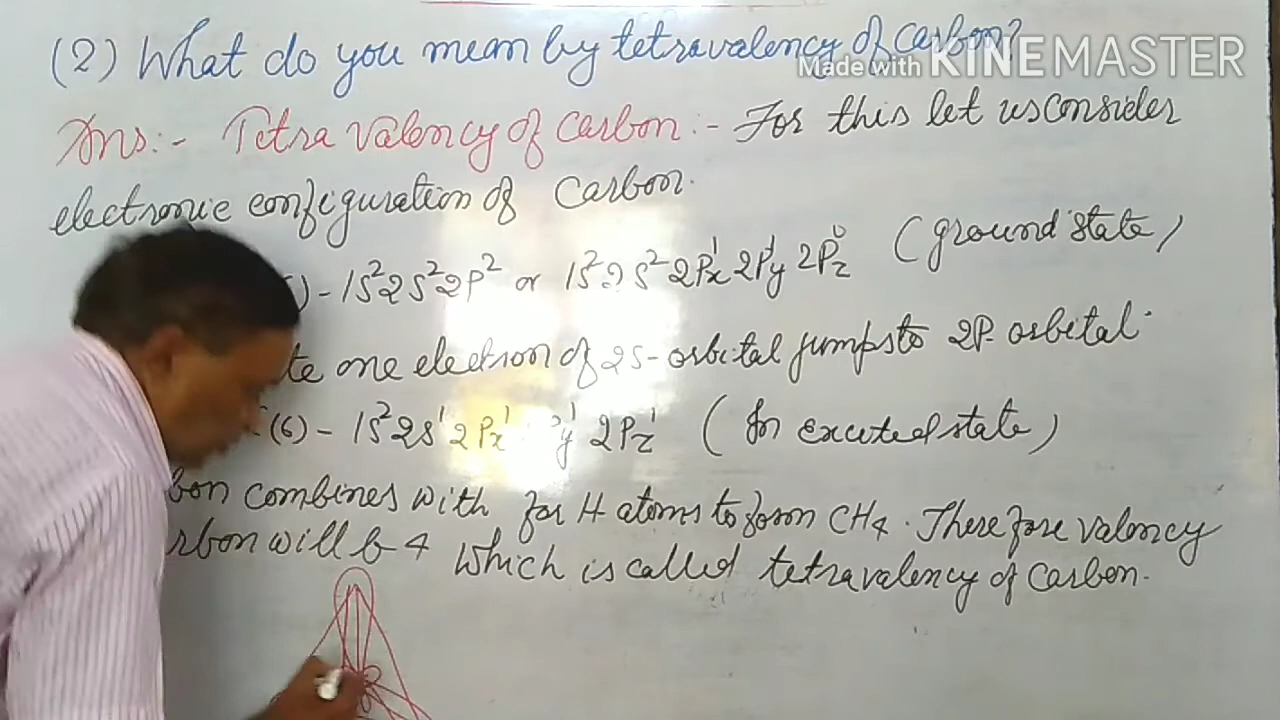 (2) What do you mean by tetravalency of carbon?
Made with KINEMASTER
Ans:- Tetra Valency of Carbon:- For this let us consider
electronic configuration of Carbon.
)- 1S²2S²2P² or 1S²2S²2Px¹2Py¹2Pz⁰ (ground state)
te one electron of 2S-orbital jumps to 2P-orbital.
(6)- 1S²2S¹2Px¹ y¹ 2Pz¹ (In excited state)
bon combines with for H atoms to form CH4. Therefore valency
rbon will b 4 which is called tetravalency of Carbon.